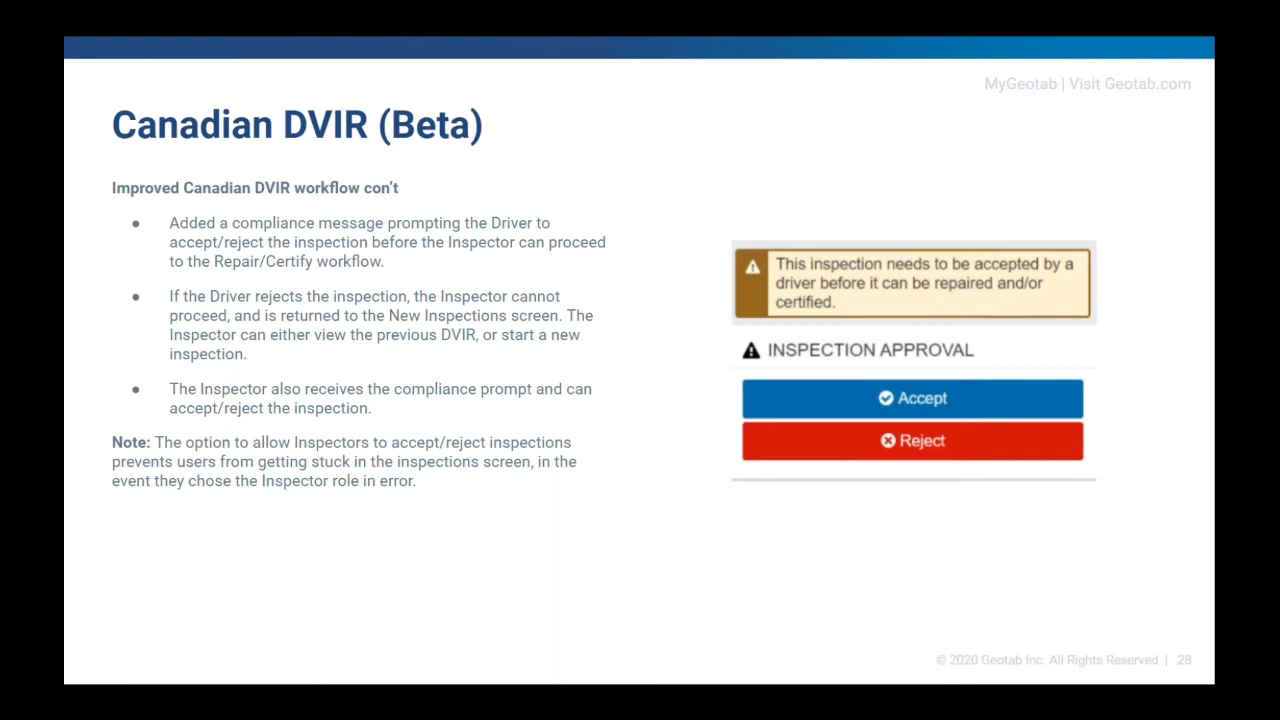 MyGeotab | Visit Geotab.com
Canadian DVIR (Beta)
Improved Canadian DVIR workflow con't
● Added a compliance message prompting the Driver to
accept/reject the inspection before the Inspector can proceed
to the Repair/Certify workflow.
● If the Driver rejects the inspection, the Inspector cannot
proceed, and is returned to the New Inspections screen. The
Inspector can either view the previous DVIR, or start a new
inspection.
● The Inspector also receives the compliance prompt and can
accept/reject the inspection.
Note: The option to allow Inspectors to accept/reject inspections
prevents users from getting stuck in the inspections screen, in the
event they chose the Inspector role in error.
This inspection needs to be accepted by a
driver before it can be repaired and/or
certified.
INSPECTION APPROVAL
Accept
Reject
© 2020 Geotab Inc. All Rights Reserved | 28